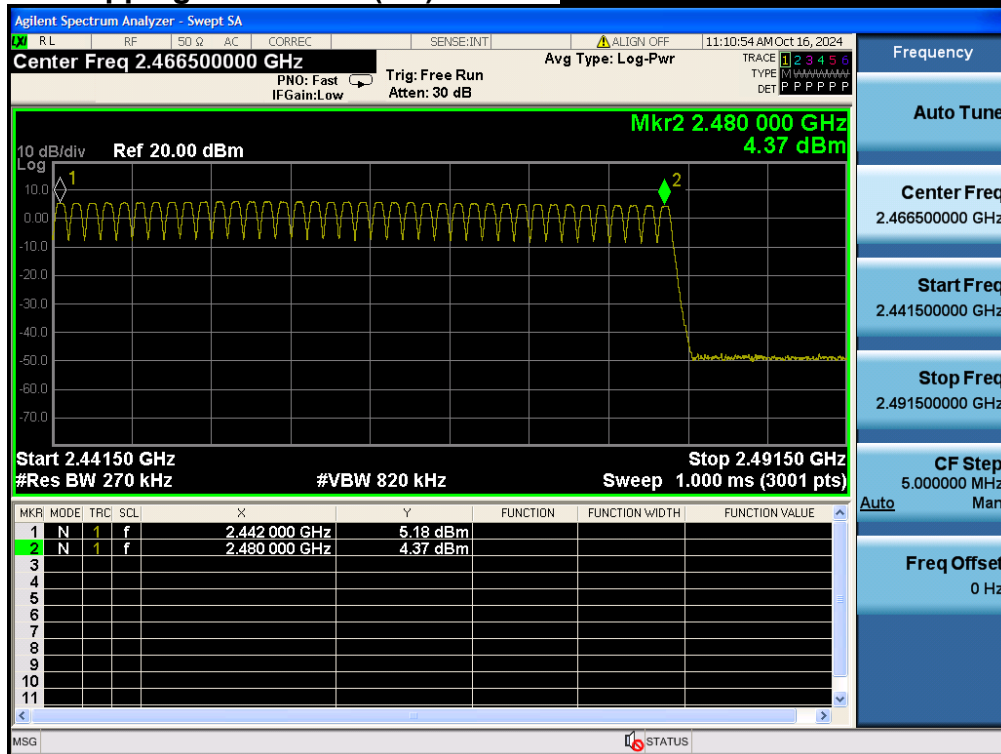 Agilent Spectrum Analyzer - Swept SA
LXI RL RF 50 Ω AC CORREC SENSE:INT ALIGN OFF 11:10:54 AM Oct 16, 2024
Center Freq 2.466500000 GHz
PNO: Fast
IFGain:Low
Trig: Free Run
Atten: 30 dB
Avg Type: Log-Pwr
TRACE 1 2 3 4 5 6
TYPE M
DET P P P P P P
Mkr2 2.480 000 GHz
4.37 dBm
10 dB/div Ref 20.00 dBm
Log
10.0
0.00
-10.0
-20.0
-30.0
-40.0
-50.0
-60.0
-70.0
1
2
Start 2.44150 GHz Stop 2.49150 GHz
#Res BW 270 kHz #VBW 820 kHz Sweep 1.000 ms (3001 pts)
MKR MODE TRC SCL X Y FUNCTION FUNCTION WIDTH FUNCTION VALUE
1 N 1 f 2.442 000 GHz 5.18 dBm
2 N 1 f 2.480 000 GHz 4.37 dBm
3
4
5
6
7
8
9
10
11
MSG STATUS
Frequency
Auto Tune
Center Freq
2.466500000 GHz
Start Freq
2.441500000 GHz
Stop Freq
2.491500000 GHz
CF Step
5.000000 MHz
Auto Man
Freq Offset
0 Hz